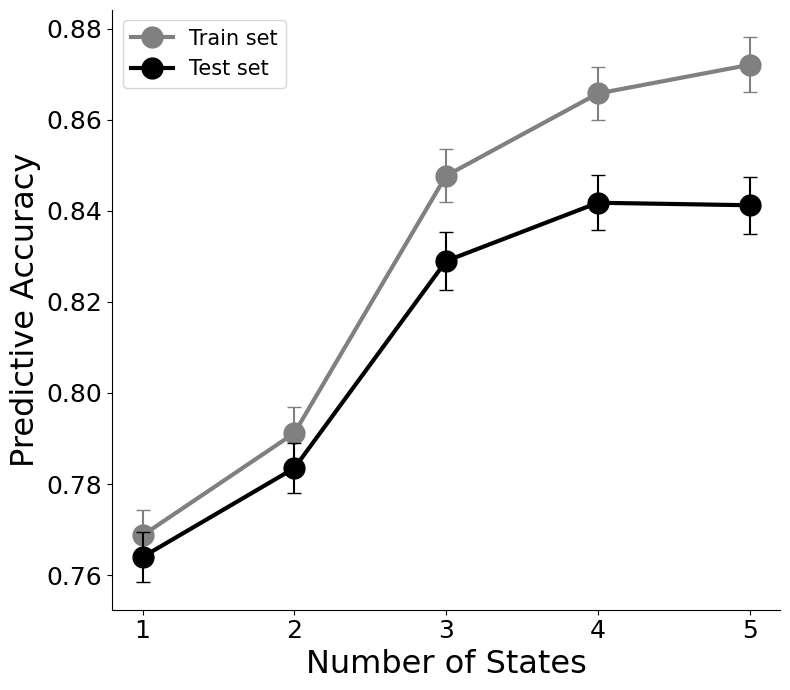 Train set
Test set
Predictive Accuracy
0.88
0.86
0.84
0.82
0.80
0.78
0.76
1 2 3 4 5
Number of States